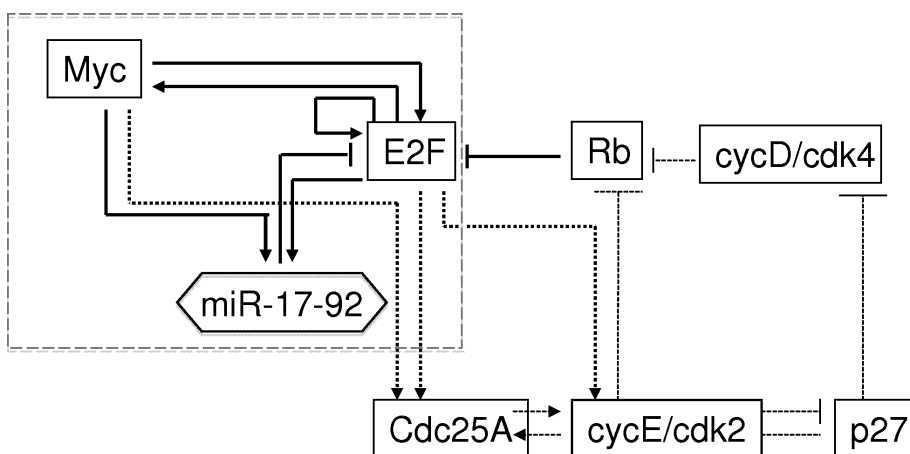 Myc
E2F
Rb
cycD/cdk4
miR-17-92
Cdc25A
cycE/cdk2
p27